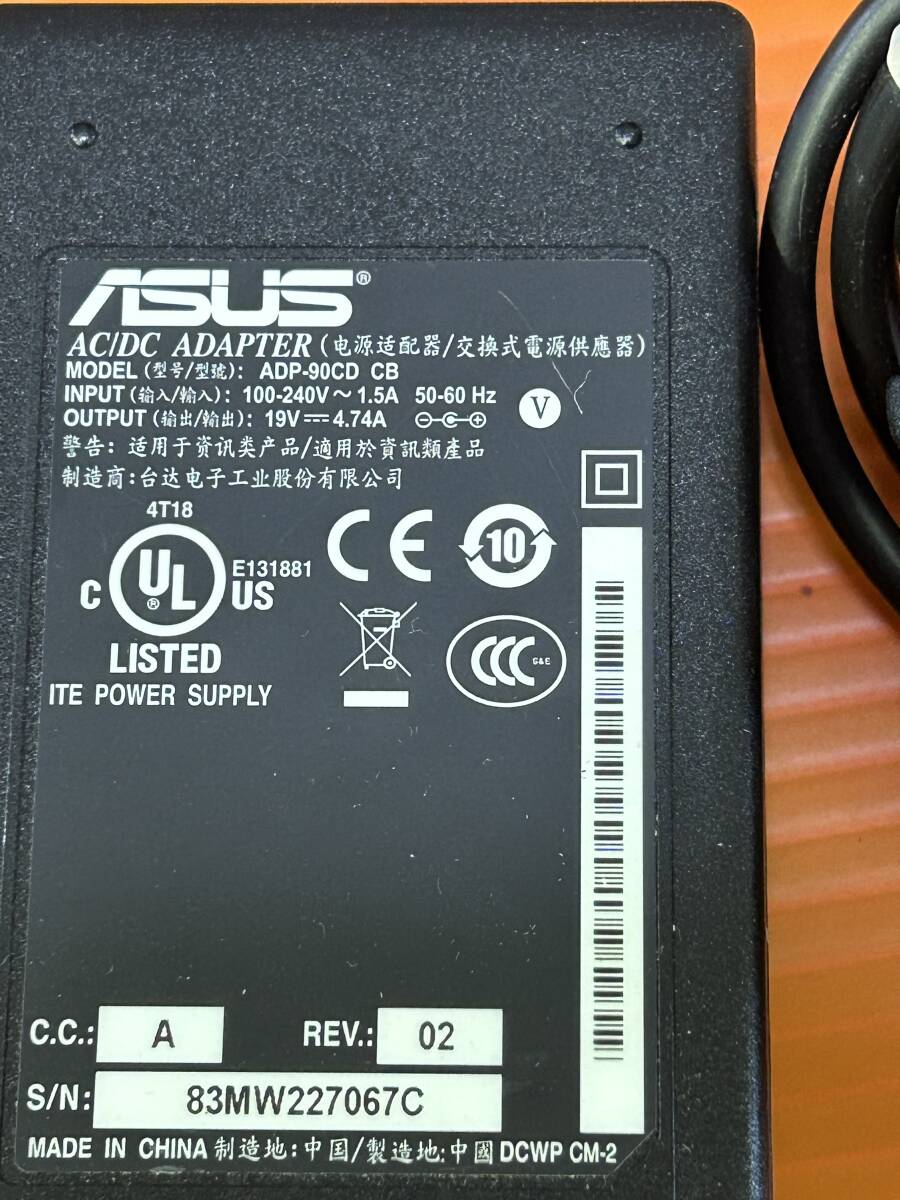 ASUS®
AC/DC ADAPTER (电源适配器/交換式電源供應器)
MODEL (型号/型號): ADP-90CD CB
INPUT (输入/輸入): 100-240V ~ 1.5A 50-60 Hz
OUTPUT (输出/輸出): 19V ⎓ 4.74A
V
警告: 适用于资讯类产品/適用於資訊類產品
制造商:台达电子工业股份有限公司
4T18
C UL® US E131881
LISTED
ITE POWER SUPPLY
CE
10
CCC S&E
C.C.: A REV.: 02
S/N: 83MW227067C
MADE IN CHINA 制造地:中国/製造地:中國 DCWP CM-2